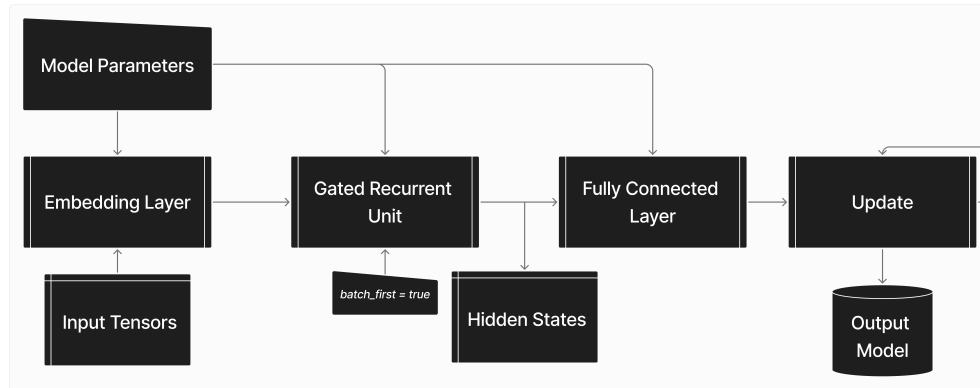 Model Parameters
Embedding Layer
Gated Recurrent
Unit
Fully Connected
Layer
Update
Input Tensors
batch_first = true
Hidden States
Output
Model